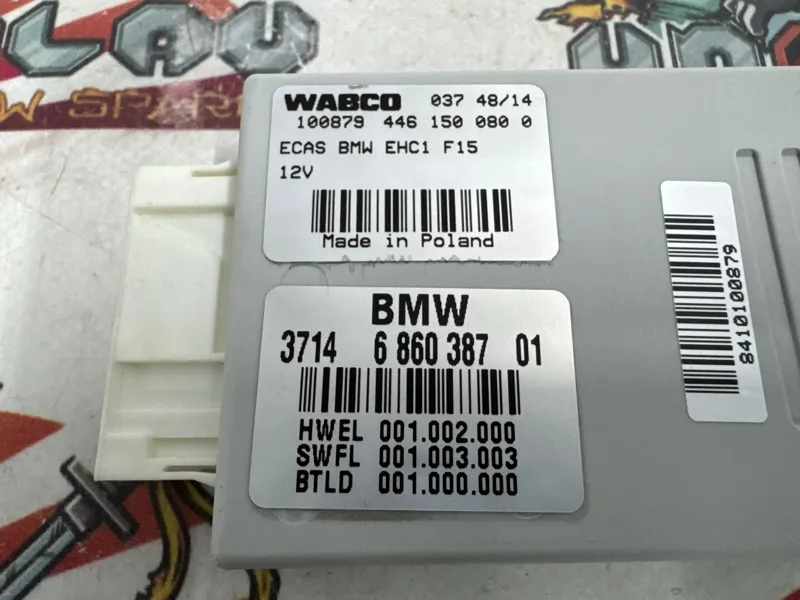 WABCO 037 48/14
100879 446 150 080 0
ECAS BMW EHC1 F15
12V
Made in Poland
BMW
3714 6 860 387 01
HWEL 001.002.000
SWFL 001.003.003
BTLD 001.000.000
8410100879